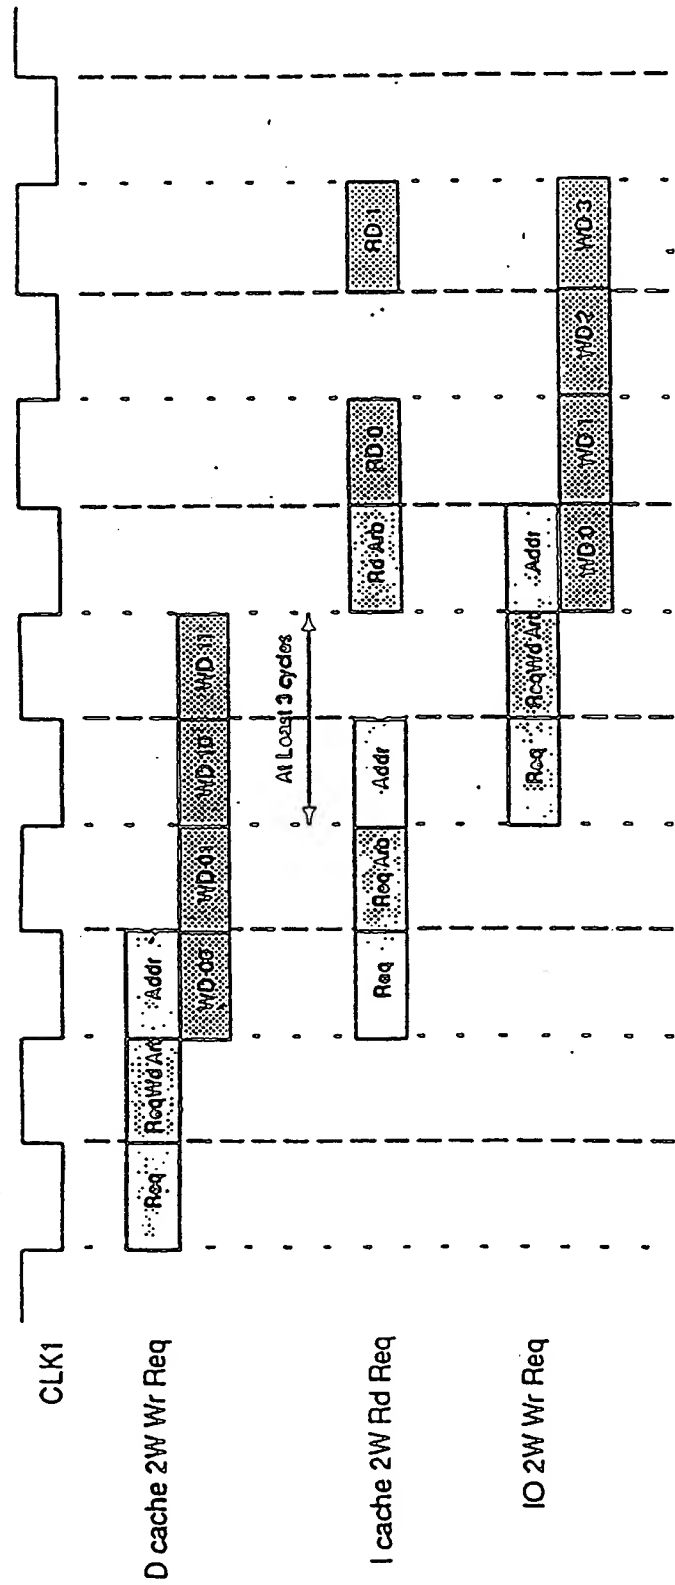 CLK1
D cache 2W Wr Req
Req
ReqWd Arb
Addr
WD 00
WD 01
WD 10
WD 11
At Least 3 cycles
I cache 2W Rd Req
Req
Req Arb
Addr
Rd Arb
RD 0
RD 1
IO 2W Wr Req
Req
ReqWd Arb
Addr
WD 0
WD 1
WD 2
WD 3